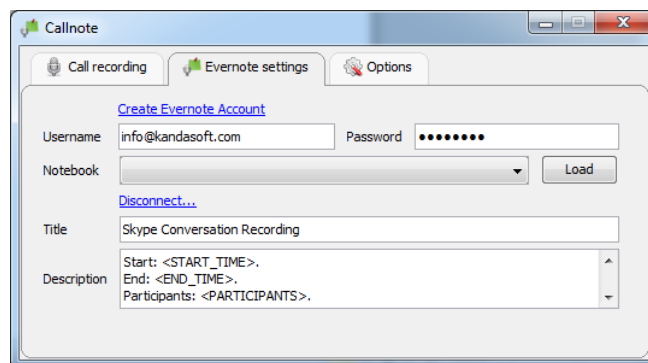 Callnote
Call recording Evernote settings Options
Create Evernote Account
Username info@kandasoft.com Password ●●●●●●●●
Notebook Load
Disconnect...
Title Skype Conversation Recording
Start: <START_TIME>.
Description End: <END_TIME>.
Participants: <PARTICIPANTS>.